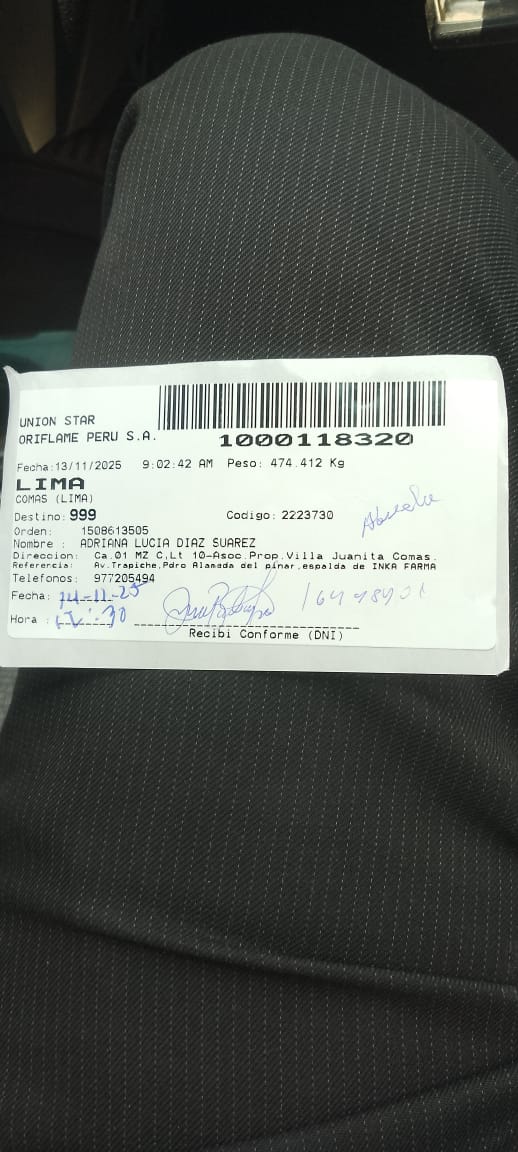 UNION STAR
ORIFLAME PERU S.A.
1000118320
Fecha:13/11/2025 9:02:42 AM Peso: 474.412 Kg
LIMA
COMAS (LIMA)
Destino: 999 Codigo: 2223730
Abuela
Orden: 1508613505
Nombre : ADRIANA LUCIA DIAZ SUAREZ
Direccion: Ca.01 MZ C,Lt 10-Asoc.Prop.Villa Juanita Comas.
Referencia: Av.Trapiche,Pdro Alameda del pinar,espalda de INKA FARMA
Telefonos: 977205494
Fecha: 14-11-25
Hora :
Recibi Conforme (DNI)